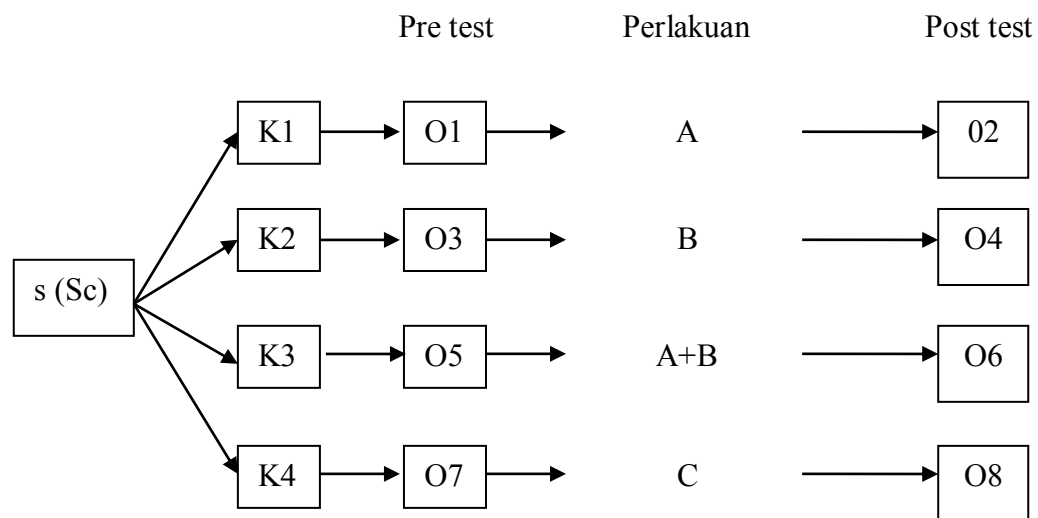 Pre test Perlakuan Post test
K1 O1 A 02
K2 O3 B O4
s (Sc)
K3 O5 A+B O6
K4 O7 C O8